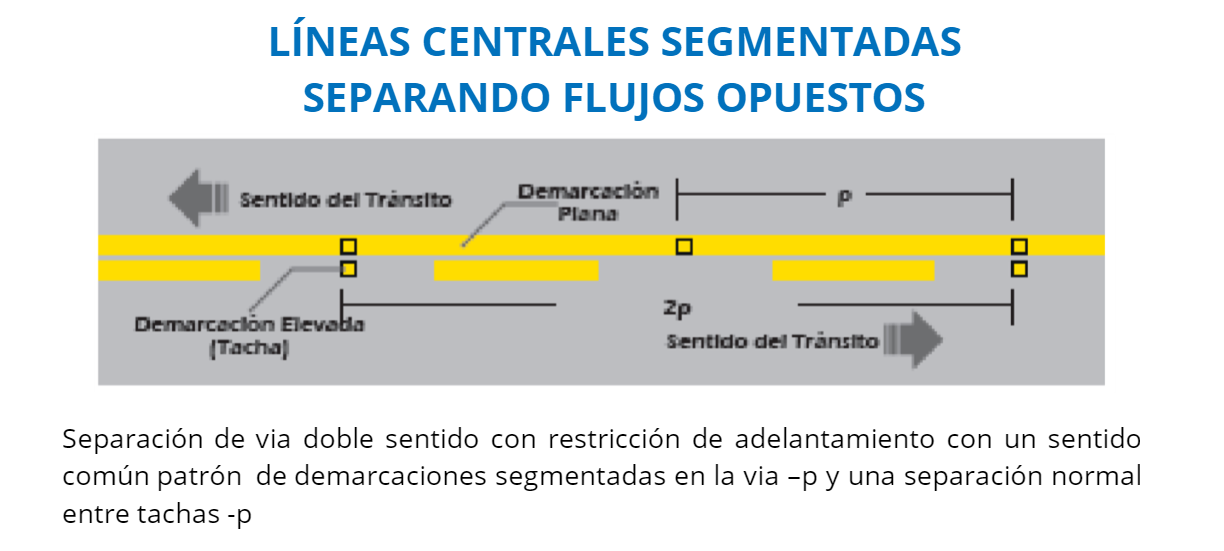 LÍNEAS CENTRALES SEGMENTADAS
SEPARANDO FLUJOS OPUESTOS
Sentido del Tránsito
Demarcación
Plana
p
2p
Demarcación Elevada
(Tacha)
Sentido del Tránsito
Separación de via doble sentido con restricción de adelantamiento con un sentido
común patrón de demarcaciones segmentadas en la via –p y una separación normal
entre tachas -p